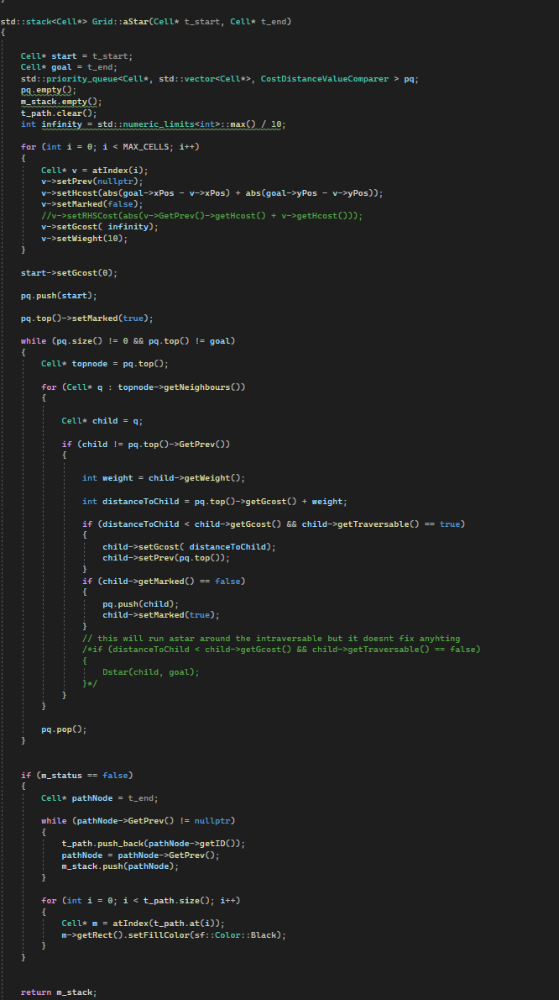 }
std::stack<Cell*> Grid::aStar(Cell* t_start, Cell* t_end)
{
Cell* start = t_start;
Cell* goal = t_end;
std::priority_queue<Cell*, std::vector<Cell*>, CostDistanceValueComparer > pq;
pq.empty();
m_stack.empty();
t_path.clear();
int infinity = std::numeric_limits<int>::max() / 10;
for (int i = 0; i < MAX_CELLS; i++)
{
Cell* v = atIndex(i);
v->setPrev(nullptr);
v->setHcost(abs(goal->xPos - v->xPos) + abs(goal->yPos - v->yPos));
v->setMarked(false);
//v->setRHSCost(abs(v->GetPrev()->getHcost() + v->getHcost()));
v->setGcost( infinity);
v->setWieght(10);
}
start->setGcost(0);
pq.push(start);
pq.top()->setMarked(true);
while (pq.size() != 0 && pq.top() != goal)
{
Cell* topnode = pq.top();
for (Cell* q : topnode->getNeighbours())
{
Cell* child = q;
if (child != pq.top()->GetPrev())
{
int weight = child->getWeight();
int distanceToChild = pq.top()->getGcost() + weight;
if (distanceToChild < child->getGcost() && child->getTraversable() == true)
{
child->setGcost( distanceToChild);
child->setPrev(pq.top());
}
if (child->getMarked() == false)
{
pq.push(child);
child->setMarked(true);
}
// this will run astar around the intraversable but it doesnt fix anyhting
/*if (distanceToChild < child->getGcost() && child->getTraversable() == false)
{
Dstar(child, goal);
}*/
}
}
pq.pop();
}
if (m_status == false)
{
Cell* pathNode = t_end;
while (pathNode->GetPrev() != nullptr)
{
t_path.push_back(pathNode->getID());
pathNode = pathNode->GetPrev();
m_stack.push(pathNode);
}
for (int i = 0; i < t_path.size(); i++)
{
Cell* m = atIndex(t_path.at(i));
m->getRect().setFillColor(sf::Color::Black);
}
}
return m_stack;